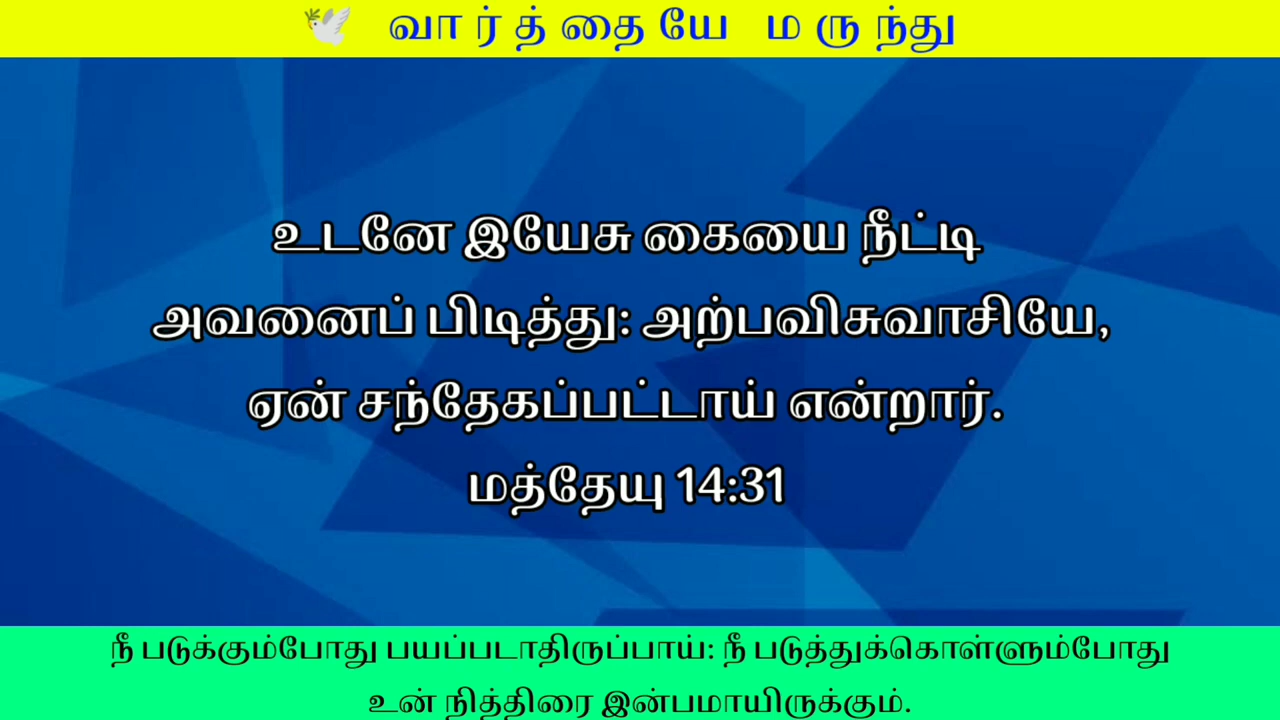 🕊️ வார்த்தையே மருந்து
உடனே இயேசு கையை நீட்டி
அவனைப் பிடித்து: அற்பவிசுவாசியே,
ஏன் சந்தேகப்பட்டாய் என்றார்.
மத்தேயு 14:31
நீ படுக்கும்போது பயப்படாதிருப்பாய்: நீ படுத்துக்கொள்ளும்போது
உன் நித்திரை இன்பமாயிருக்கும்.